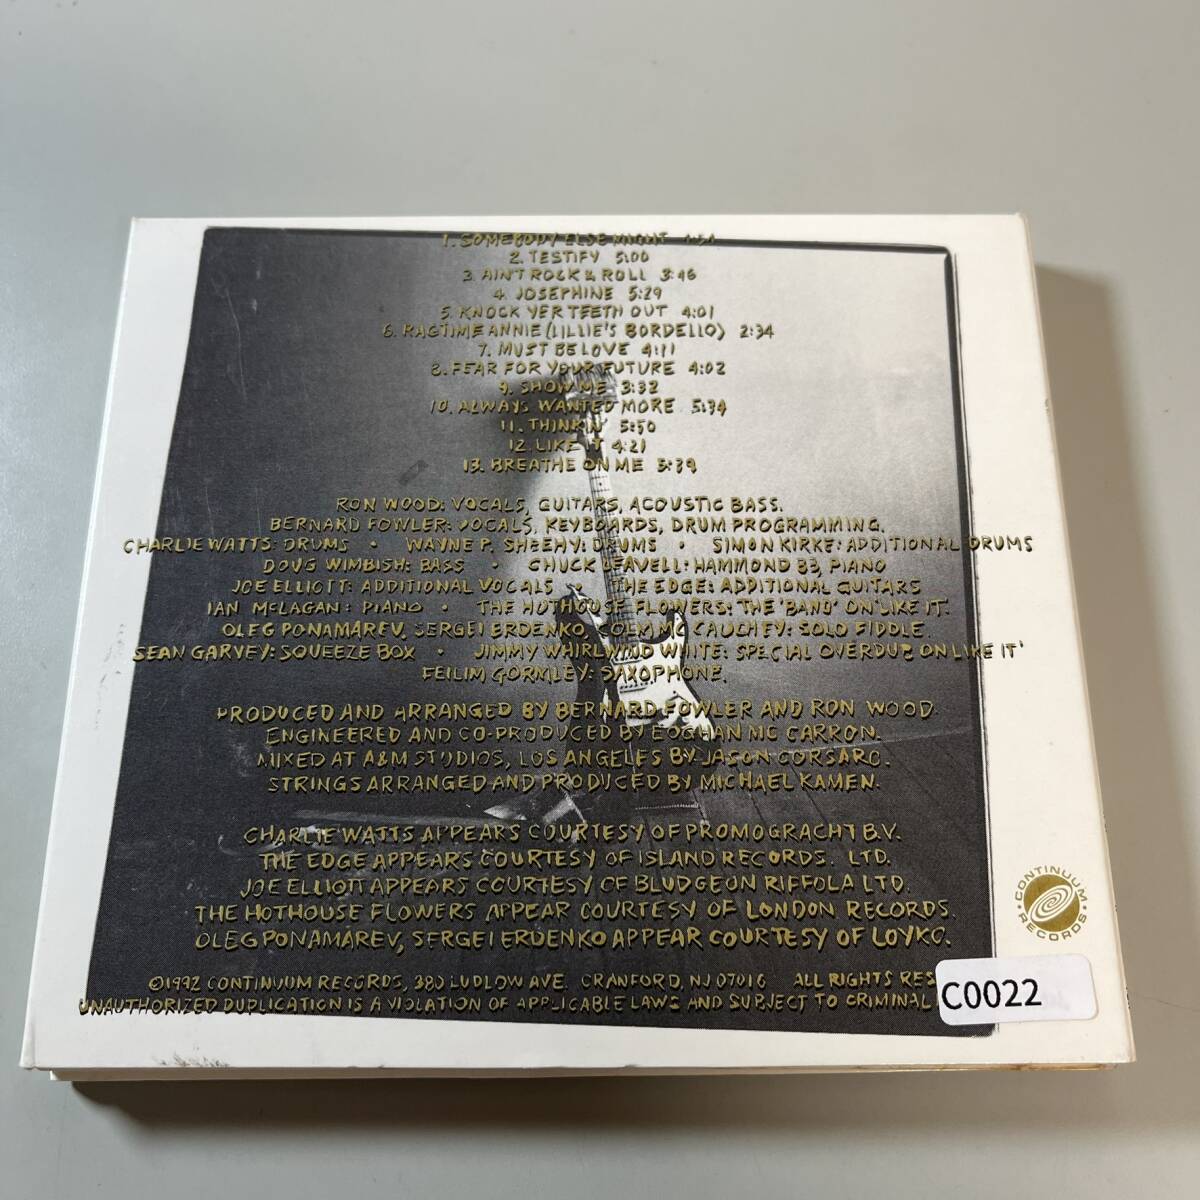 1. SOMEBODY ELSE MIGHT 4:54
2. TESTIFY 5:00
3. AIN'T ROCK & ROLL 3:46
4. JOSEPHINE 5:29
5. KNOCK YER TEETH OUT 4:01
6. RAGTIME ANNIE (LILLIE'S BORDELLO) 2:34
7. MUST BE LOVE 4:11
8. FEAR FOR YOUR FUTURE 4:02
9. SHOW ME 3:32
10. ALWAYS WANTED MORE 5:34
11. THINKIN' 5:50
12. LIKE IT 4:21
13. BREATHE ON ME 5:39
RON WOOD: VOCALS, GUITARS, ACOUSTIC BASS.
BERNARD FOWLER: VOCALS, KEYBOARDS, DRUM PROGRAMMING.
CHARLIE WATTS: DRUMS • WAYNE P. SHEEHY: DRUMS • SIMON KIRKE: ADDITIONAL DRUMS
DOUG WIMBISH: BASS • CHUCK LEAVELL: HAMMOND B3, PIANO
JOE ELLIOTT: ADDITIONAL VOCALS • THE EDGE: ADDITIONAL GUITARS
IAN McLAGAN: PIANO • THE HOTHOUSE FLOWERS: THE 'BAND' ON 'LIKE IT'.
OLEG PONAMAREV, SERGEI ERDENKO, COLM MC CAUGHEY: SOLO FIDDLE.
SEAN GARVEY: SQUEEZE BOX • JIMMY WHIRLWIND WHITE: SPECIAL OVERDUB ON 'LIKE IT'
FEILIM GORMLEY: SAXOPHONE.
PRODUCED AND ARRANGED BY BERNARD FOWLER AND RON WOOD.
ENGINEERED AND CO-PRODUCED BY EOGHAN MC CARRON.
MIXED AT A&M STUDIOS, LOS ANGELES BY JASON CORSARO.
STRINGS ARRANGED AND PRODUCED BY MICHAEL KAMEN.
CHARLIE WATTS APPEARS COURTESY OF PROMOGRACHT B.V.
THE EDGE APPEARS COURTESY OF ISLAND RECORDS. LTD.
JOE ELLIOTT APPEARS COURTESY OF BLUDGEON RIFFOLA LTD.
THE HOTHOUSE FLOWERS APPEAR COURTESY OF LONDON RECORDS.
OLEG PONAMAREV, SERGEI ERDENKO APPEAR COURTESY OF LOYKO.
©1992 CONTINUUM RECORDS, 380 LUDLOW AVE. CRANFORD, NJ 07016 ALL RIGHTS RES
UNAUTHORIZED DUPLICATION IS A VIOLATION OF APPLICABLE LAWS AND SUBJECT TO CRIMINAL
CONTINUUM RECORDS
C0022